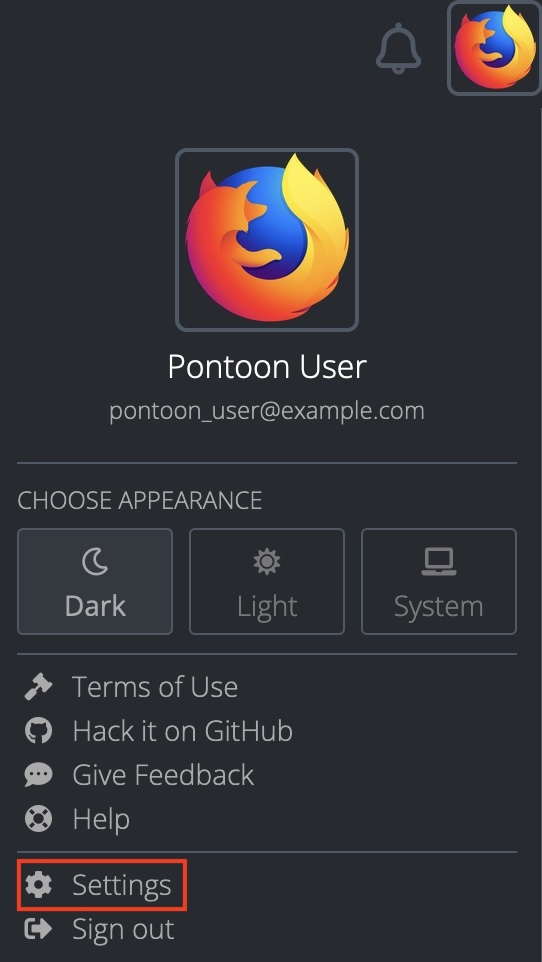 Pontoon User
pontoon_user@example.com
CHOOSE APPEARANCE
Dark Light System
Terms of Use
Hack it on GitHub
Give Feedback
Help
Settings
Sign out